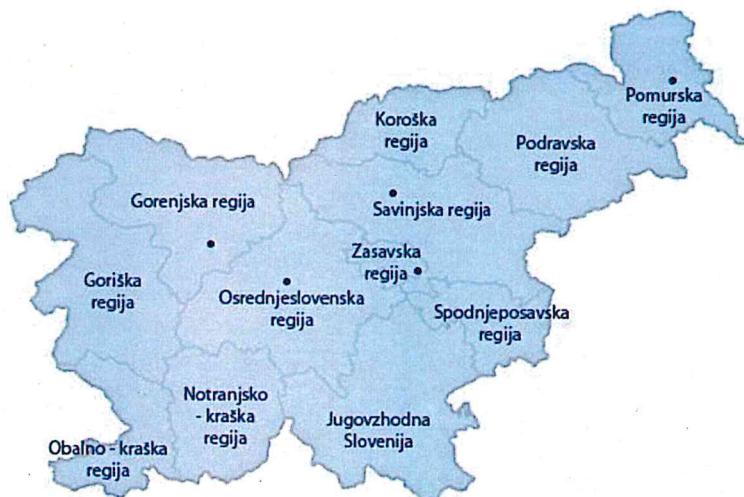 Pomurska
regija
Koroška
regija
Podravska
regija
Gorenjska regija
Savinjska regija
Zasavska
regija
Goriška
regija
Osrednjeslovenska
regija
Spodnjeposavska
regija
Notranjsko
- kraška
regija
Jugovzhodna
Slovenija
Obalno - kraška
regija